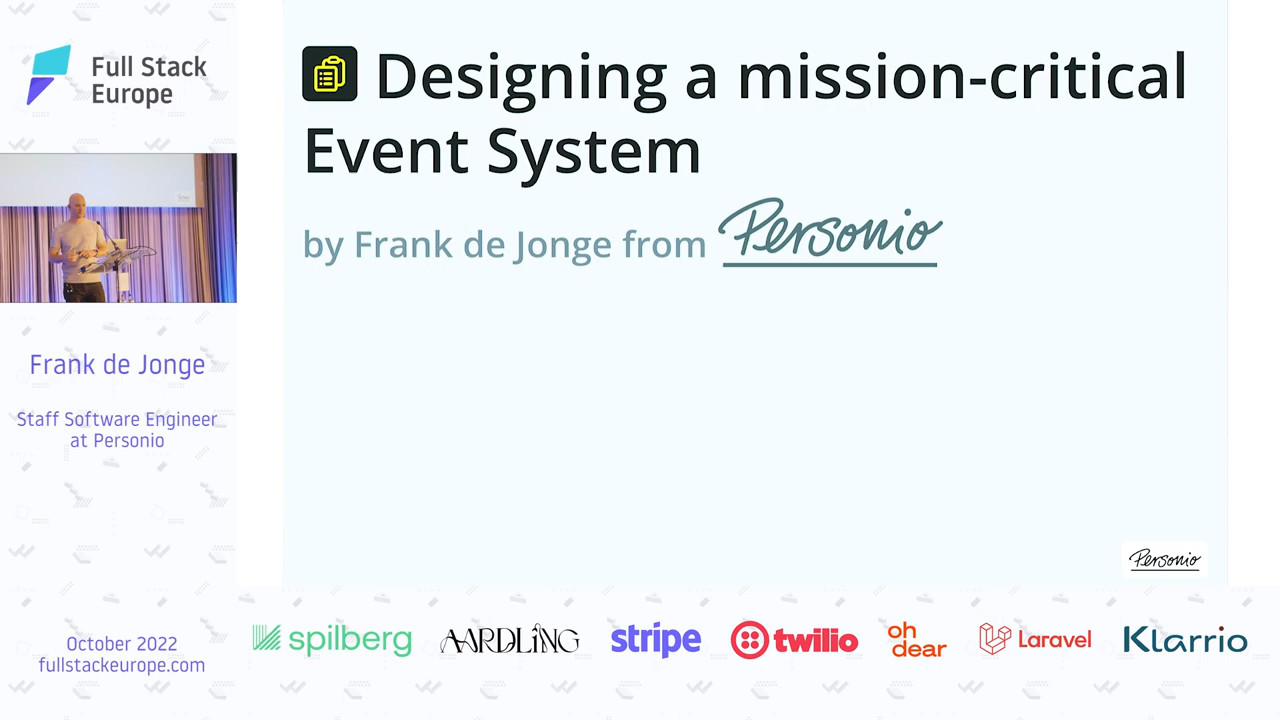 Full Stack
Europe
Designing a mission-critical
Event System
by Frank de Jonge from Personio
Frank de Jonge
Staff Software Engineer
at Personio
Personio
October 2022
fullstackeurope.com
spilberg
AARDLING
stripe
twilio
oh
dear
Laravel
Klarrio